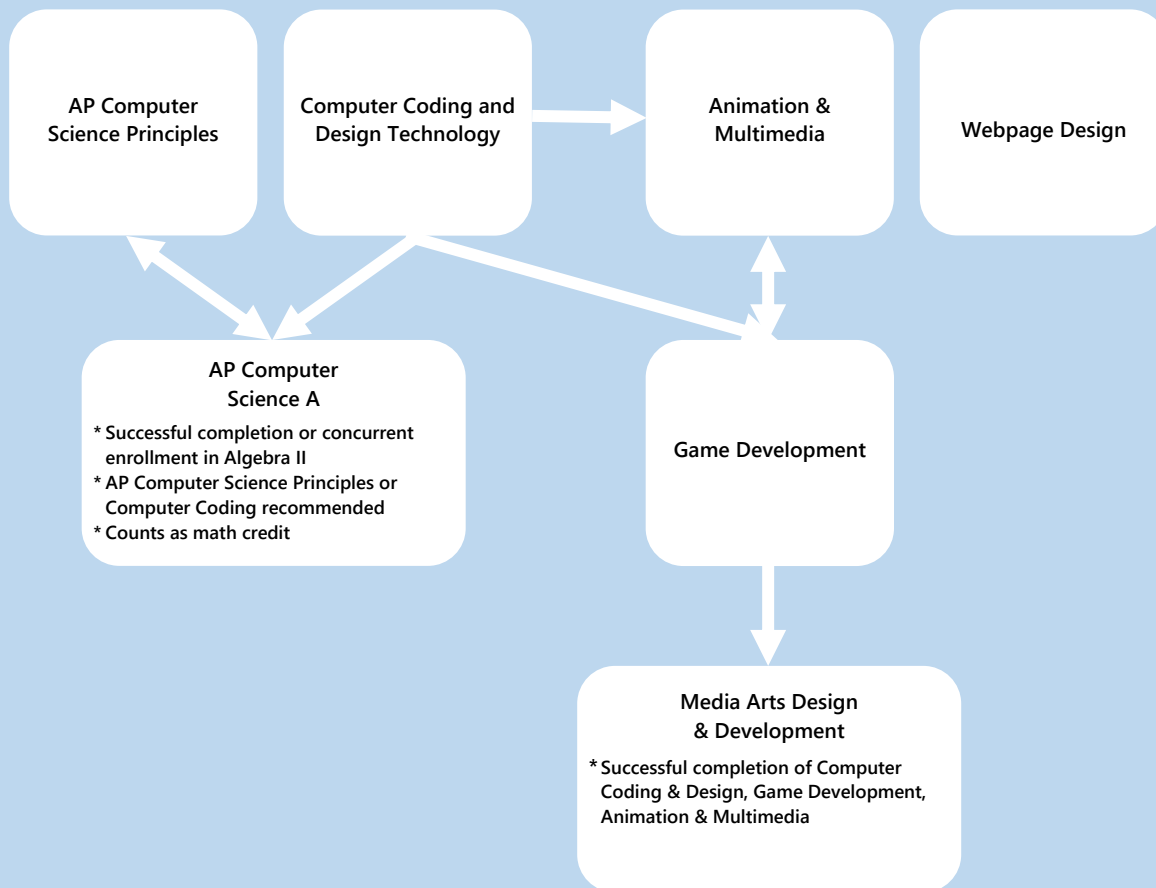 AP Computer
Science Principles
Computer Coding and
Design Technology
Animation &
Multimedia
Webpage Design
AP Computer
Science A
* Successful completion or concurrent
enrollment in Algebra II
* AP Computer Science Principles or
Computer Coding recommended
* Counts as math credit
Game Development
Media Arts Design
& Development
* Successful completion of Computer
Coding & Design, Game Development,
Animation & Multimedia